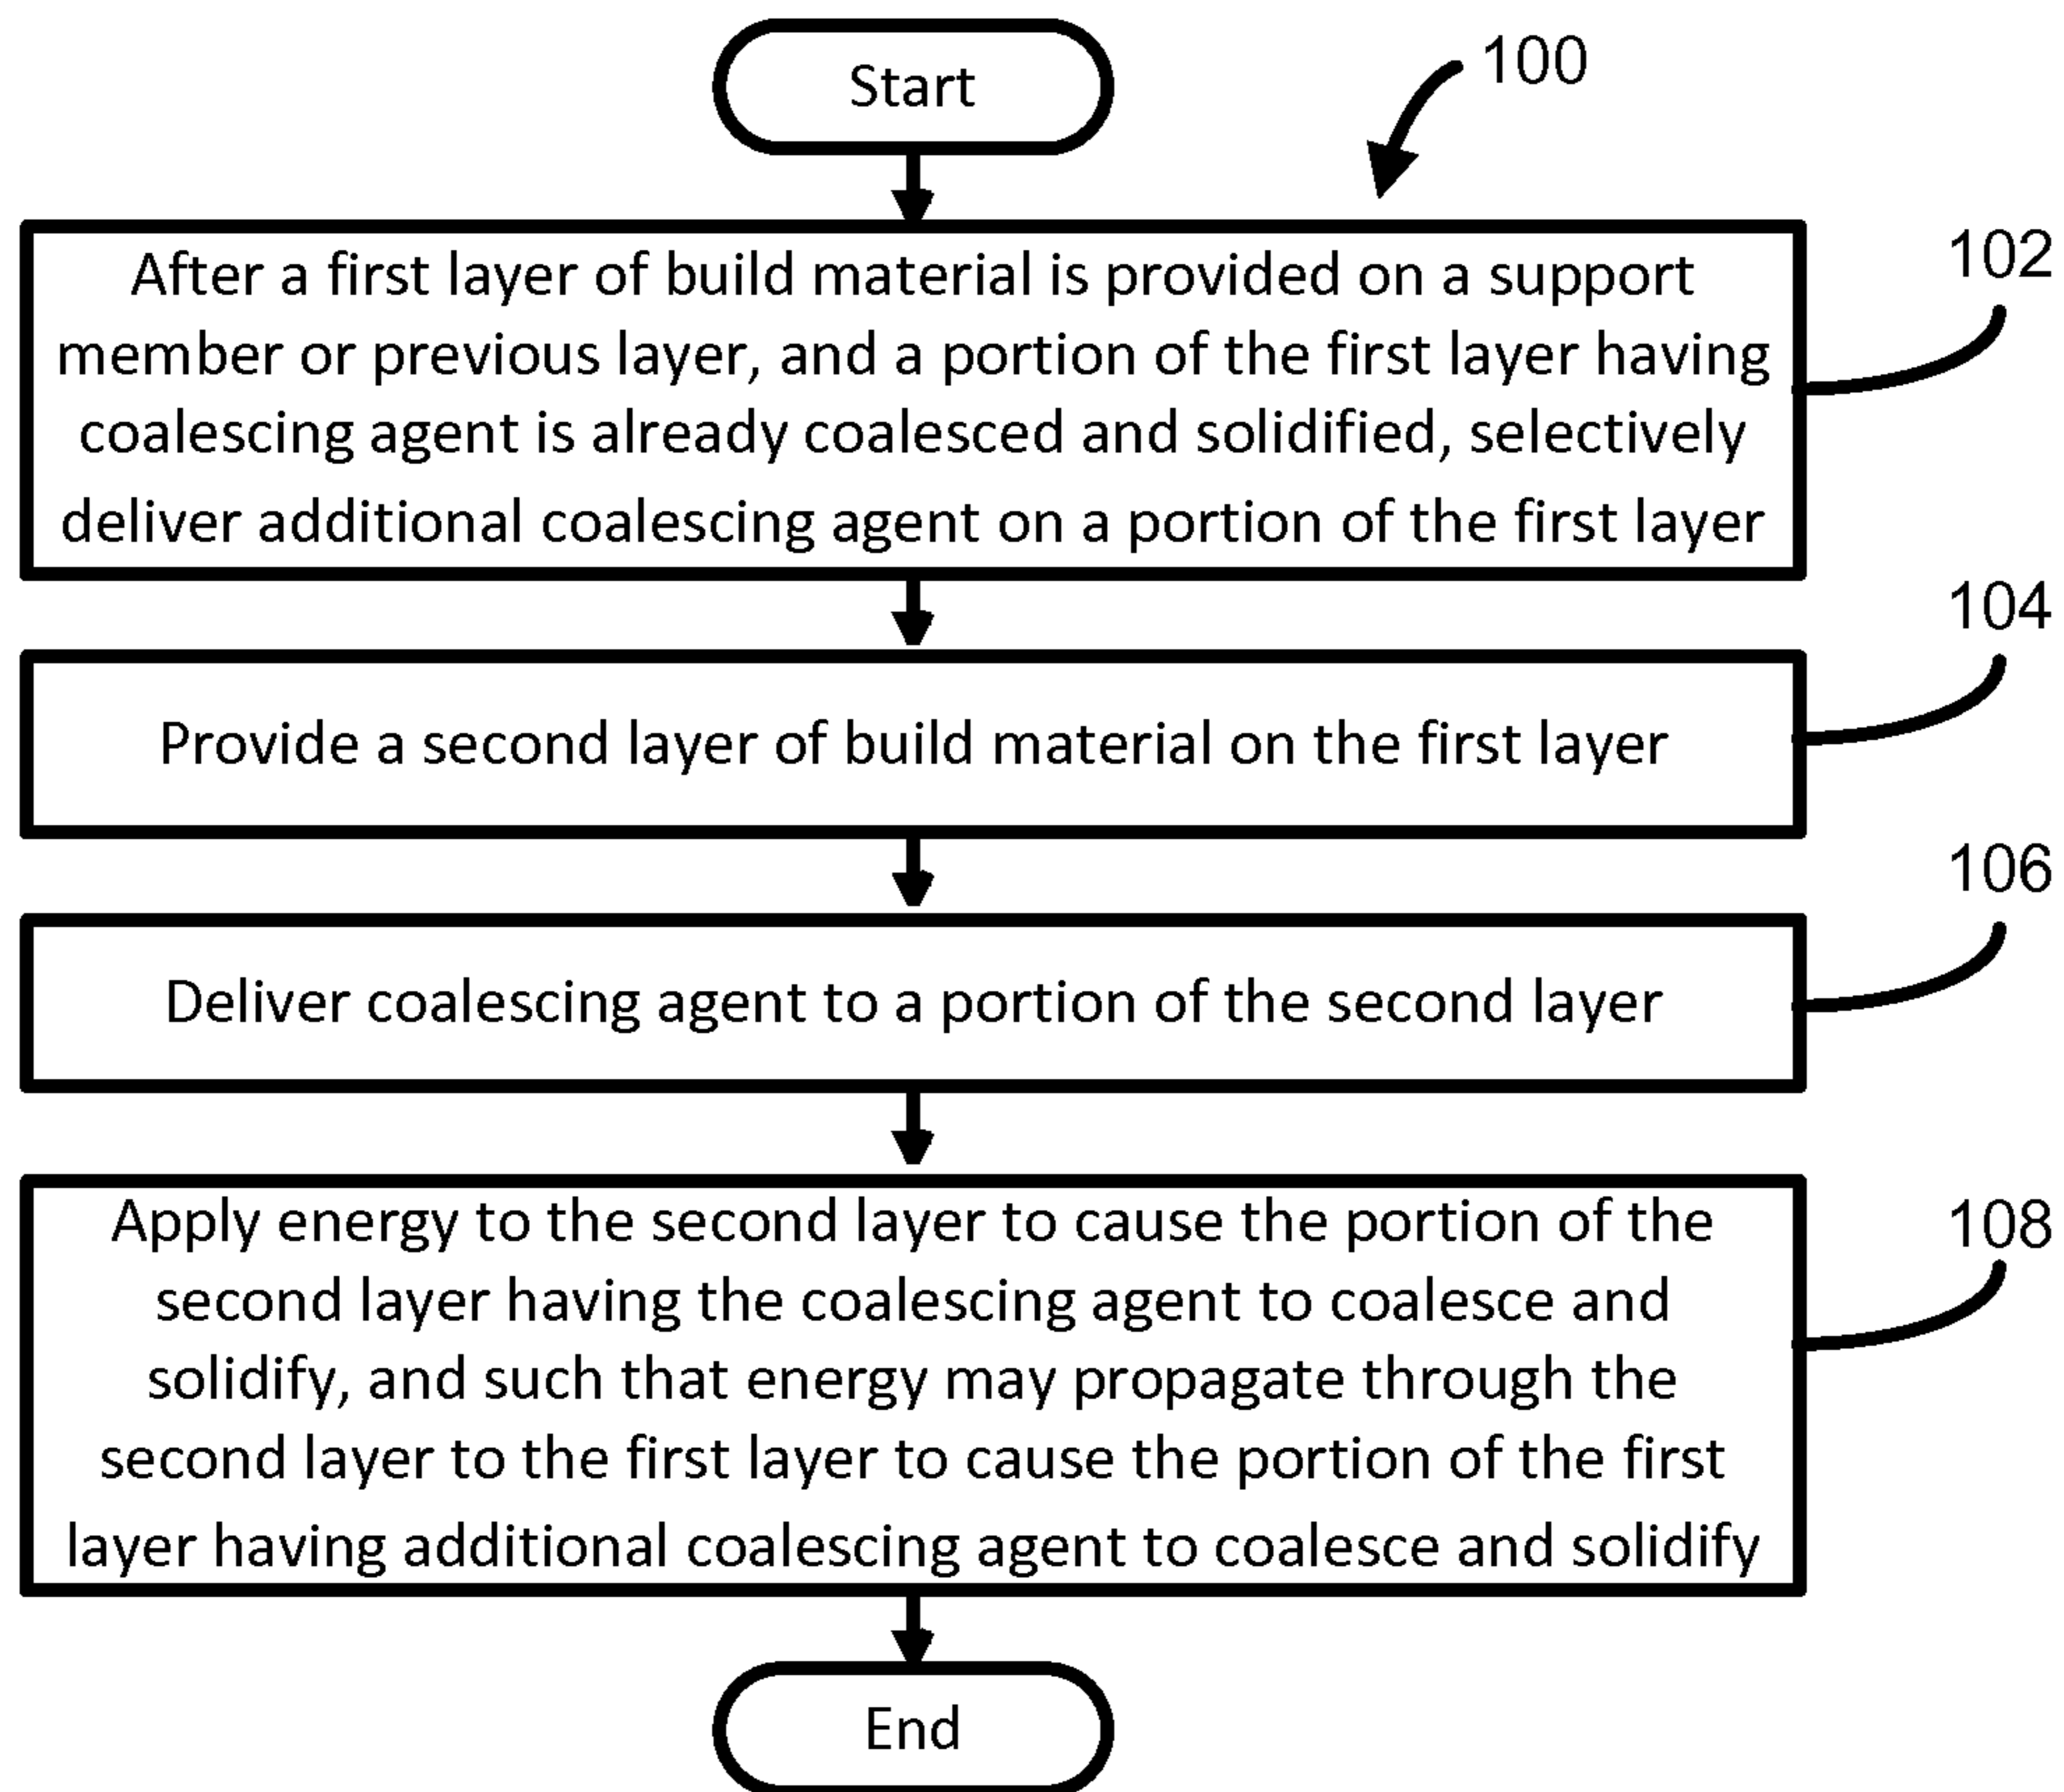 Start
100
After a first layer of build material is provided on a support
member or previous layer, and a portion of the first layer having
coalescing agent is already coalesced and solidified, selectively
deliver additional coalescing agent on a portion of the first layer
102
Provide a second layer of build material on the first layer
104
Deliver coalescing agent to a portion of the second layer
106
Apply energy to the second layer to cause the portion of the
second layer having the coalescing agent to coalesce and
solidify, and such that energy may propagate through the
second layer to the first layer to cause the portion of the first
layer having additional coalescing agent to coalesce and solidify
108
End